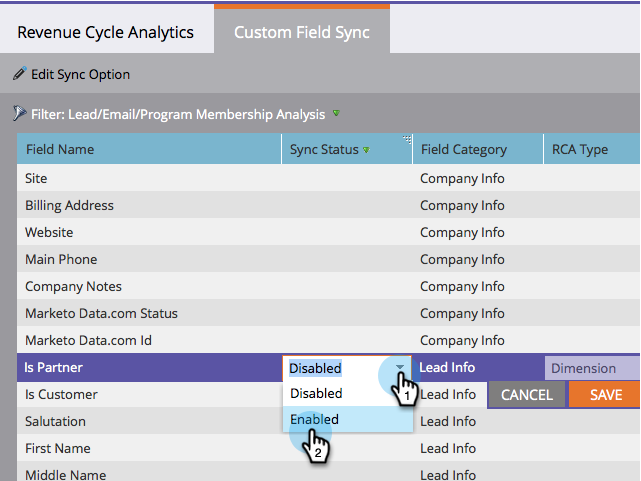 Revenue Cycle Analytics Custom Field Sync
Edit Sync Option
Filter: Lead/Email/Program Membership Analysis
Field Name Sync Status Field Category RCA Type
Site Company Info
Billing Address Company Info
Website Company Info
Main Phone Company Info
Company Notes Company Info
Marketo Data.com Status Company Info
Marketo Data.com Id Company Info
Is Partner Disabled Lead Info Dimension
Is Customer Disabled 1 Lead Info CANCEL SAVE
Salutation Enabled Lead Info
First Name 2 Lead Info
Middle Name Lead Info